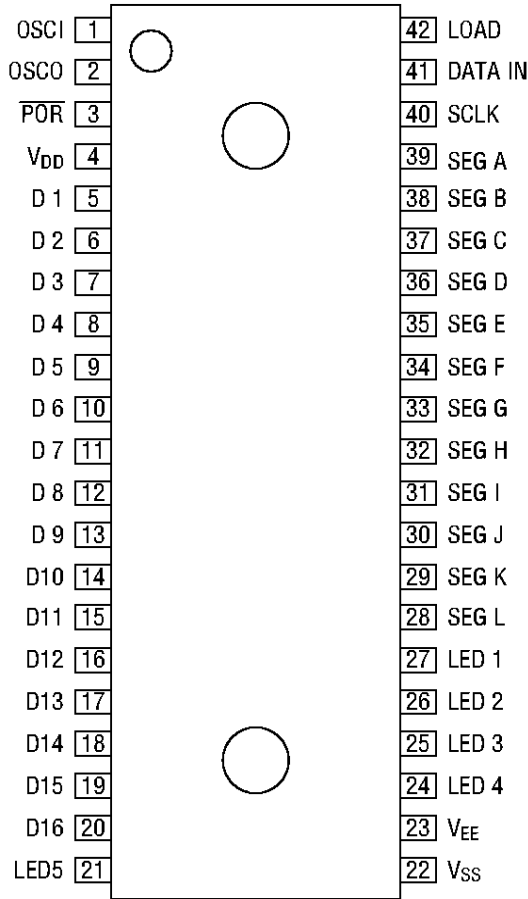 OSCI 1 42 LOAD
OSCO 2 41 DATA IN
P̅O̅R̅ 3 40 SCLK
VDD 4 39 SEG A
D 1 5 38 SEG B
D 2 6 37 SEG C
D 3 7 36 SEG D
D 4 8 35 SEG E
D 5 9 34 SEG F
D 6 10 33 SEG G
D 7 11 32 SEG H
D 8 12 31 SEG I
D 9 13 30 SEG J
D10 14 29 SEG K
D11 15 28 SEG L
D12 16 27 LED 1
D13 17 26 LED 2
D14 18 25 LED 3
D15 19 24 LED 4
D16 20 23 VEE
LED5 21 22 VSS